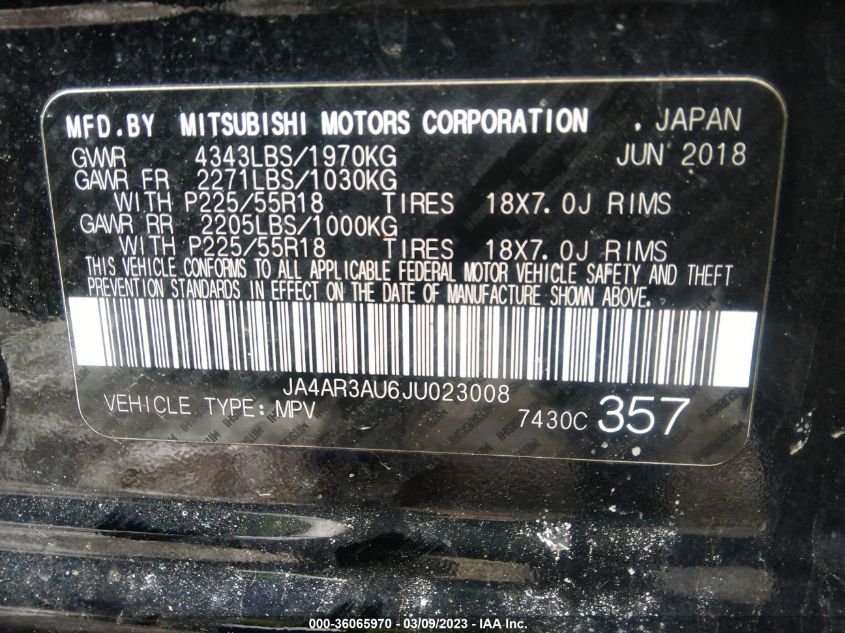 MFD.BY MITSUBISHI MOTORS CORPORATION , JAPAN
GVWR 4343LBS/1970KG JUN 2018
GAWR FR 2271LBS/1030KG
WITH P225/55R18 TIRES 18X7.0J RIMS
GAWR RR 2205LBS/1000KG
WITH P225/55R18 TIRES 18X7.0J RIMS
THIS VEHICLE CONFORMS TO ALL APPLICABLE FEDERAL MOTOR VEHICLE SAFETY AND THEFT
PREVENTION STANDARDS IN EFFECT ON THE DATE OF MANUFACTURE SHOWN ABOVE.
JA4AR3AU6JU023008
VEHICLE TYPE: MPV 7430C 357
000-36065970 - 03/09/2023 - IAA Inc.